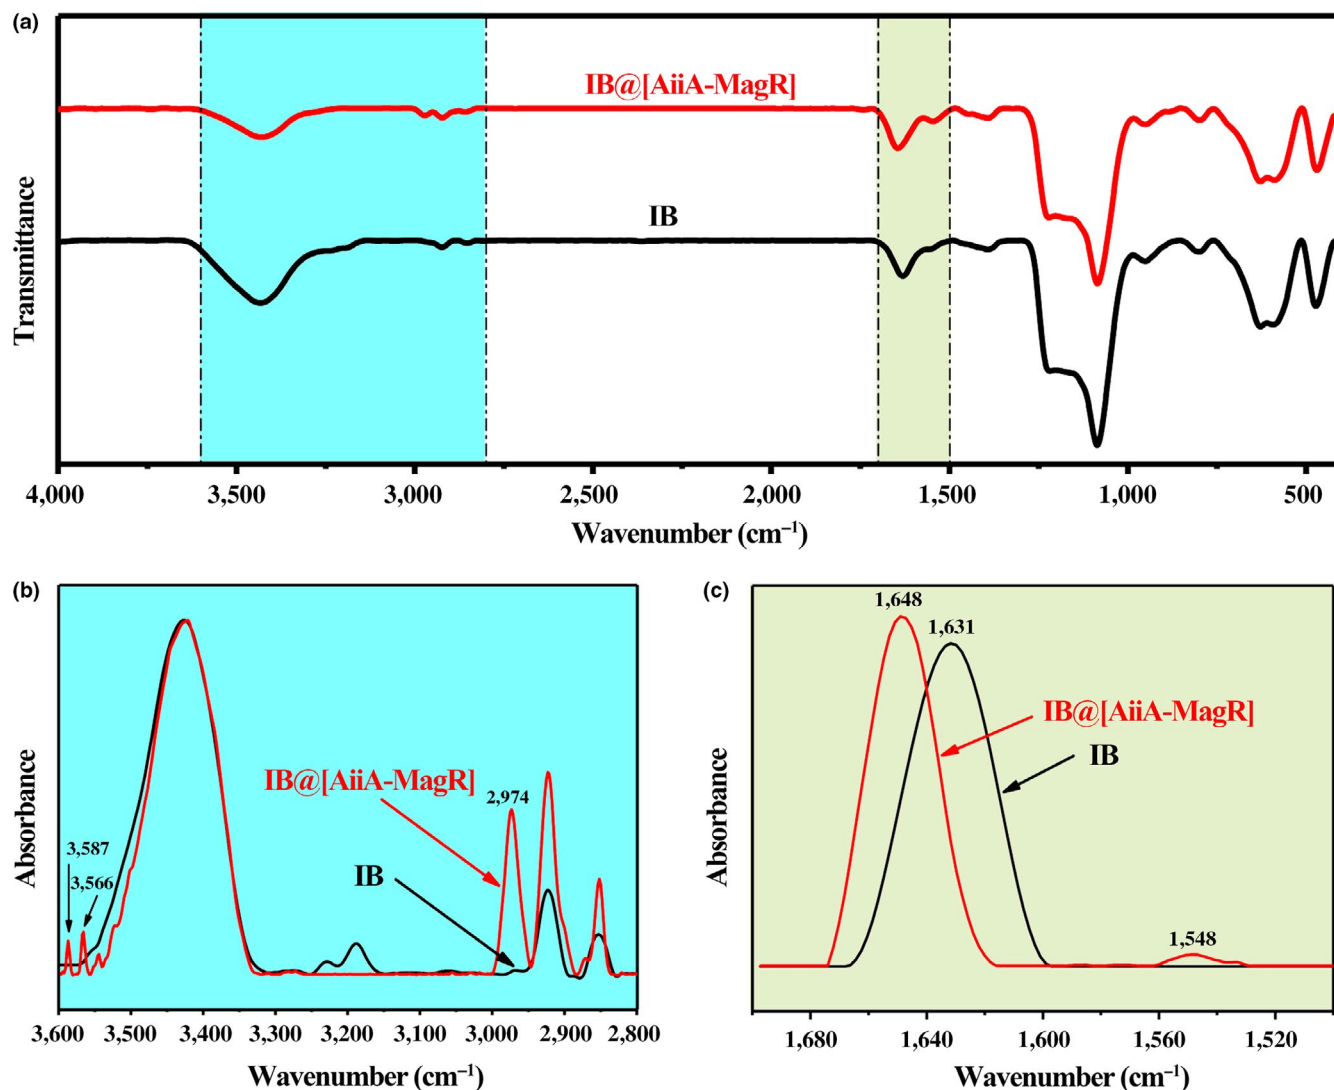 (a)
IB@[AiiA-MagR]
IB
Transmittance
4,000 3,500 3,000 2,500 2,000 1,500 1,000 500
Wavenumber (cm⁻¹)
(b)
IB@[AiiA-MagR]
2,974
3,587
3,566
IB
Absorbance
3,600 3,500 3,400 3,300 3,200 3,100 3,000 2,900 2,800
Wavenumber (cm⁻¹)
(c)
1,648
1,631
IB@[AiiA-MagR]
IB
1,548
Absorbance
1,680 1,640 1,600 1,560 1,520
Wavenumber (cm⁻¹)